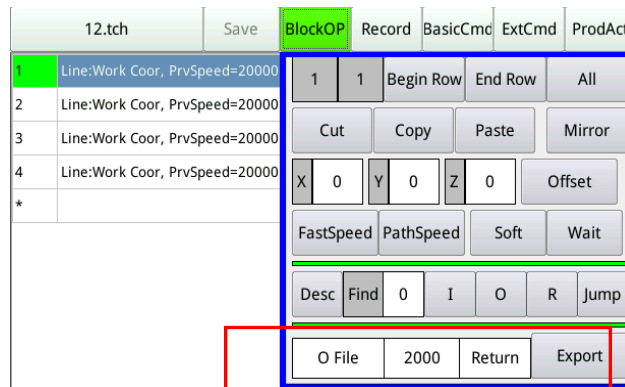 12.tch Save BlockOP Record BasicCmd ExtCmd ProdAct
1 Line:Work Coor, PrvSpeed=20000
2 Line:Work Coor, PrvSpeed=20000
3 Line:Work Coor, PrvSpeed=20000
4 Line:Work Coor, PrvSpeed=20000
*
1 1 Begin Row End Row All
Cut Copy Paste Mirror
X 0 Y 0 Z 0 Offset
FastSpeed PathSpeed Soft Wait
Desc Find 0 I O R Jump
O File 2000 Return Export